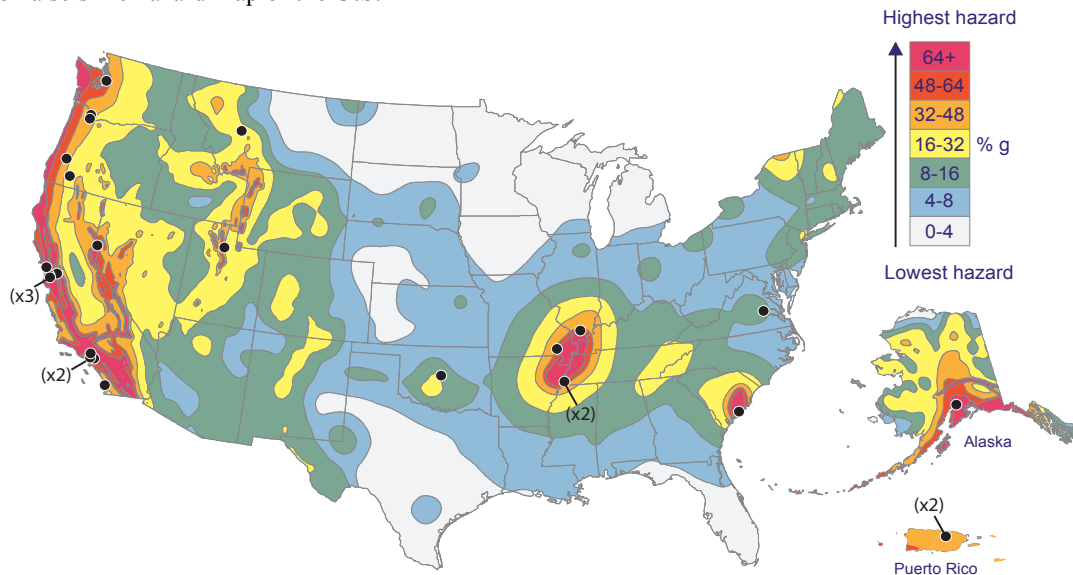 Highest hazard
64+
48-64
32-48
16-32 % g
8-16
4-8
0-4
Lowest hazard
(x3)
(x2)
(x2)
Alaska
(x2)
Puerto Rico